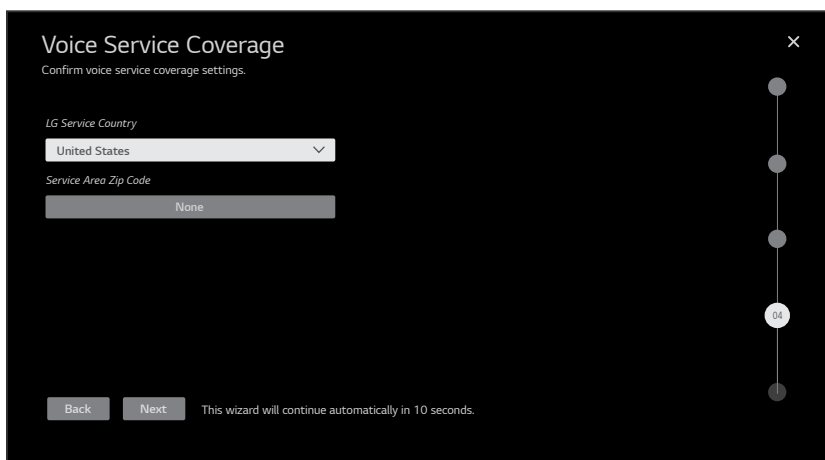 Voice Service Coverage
Confirm voice service coverage settings.
LG Service Country
United States
Service Area Zip Code
None
04
Back Next This wizard will continue automatically in 10 seconds.